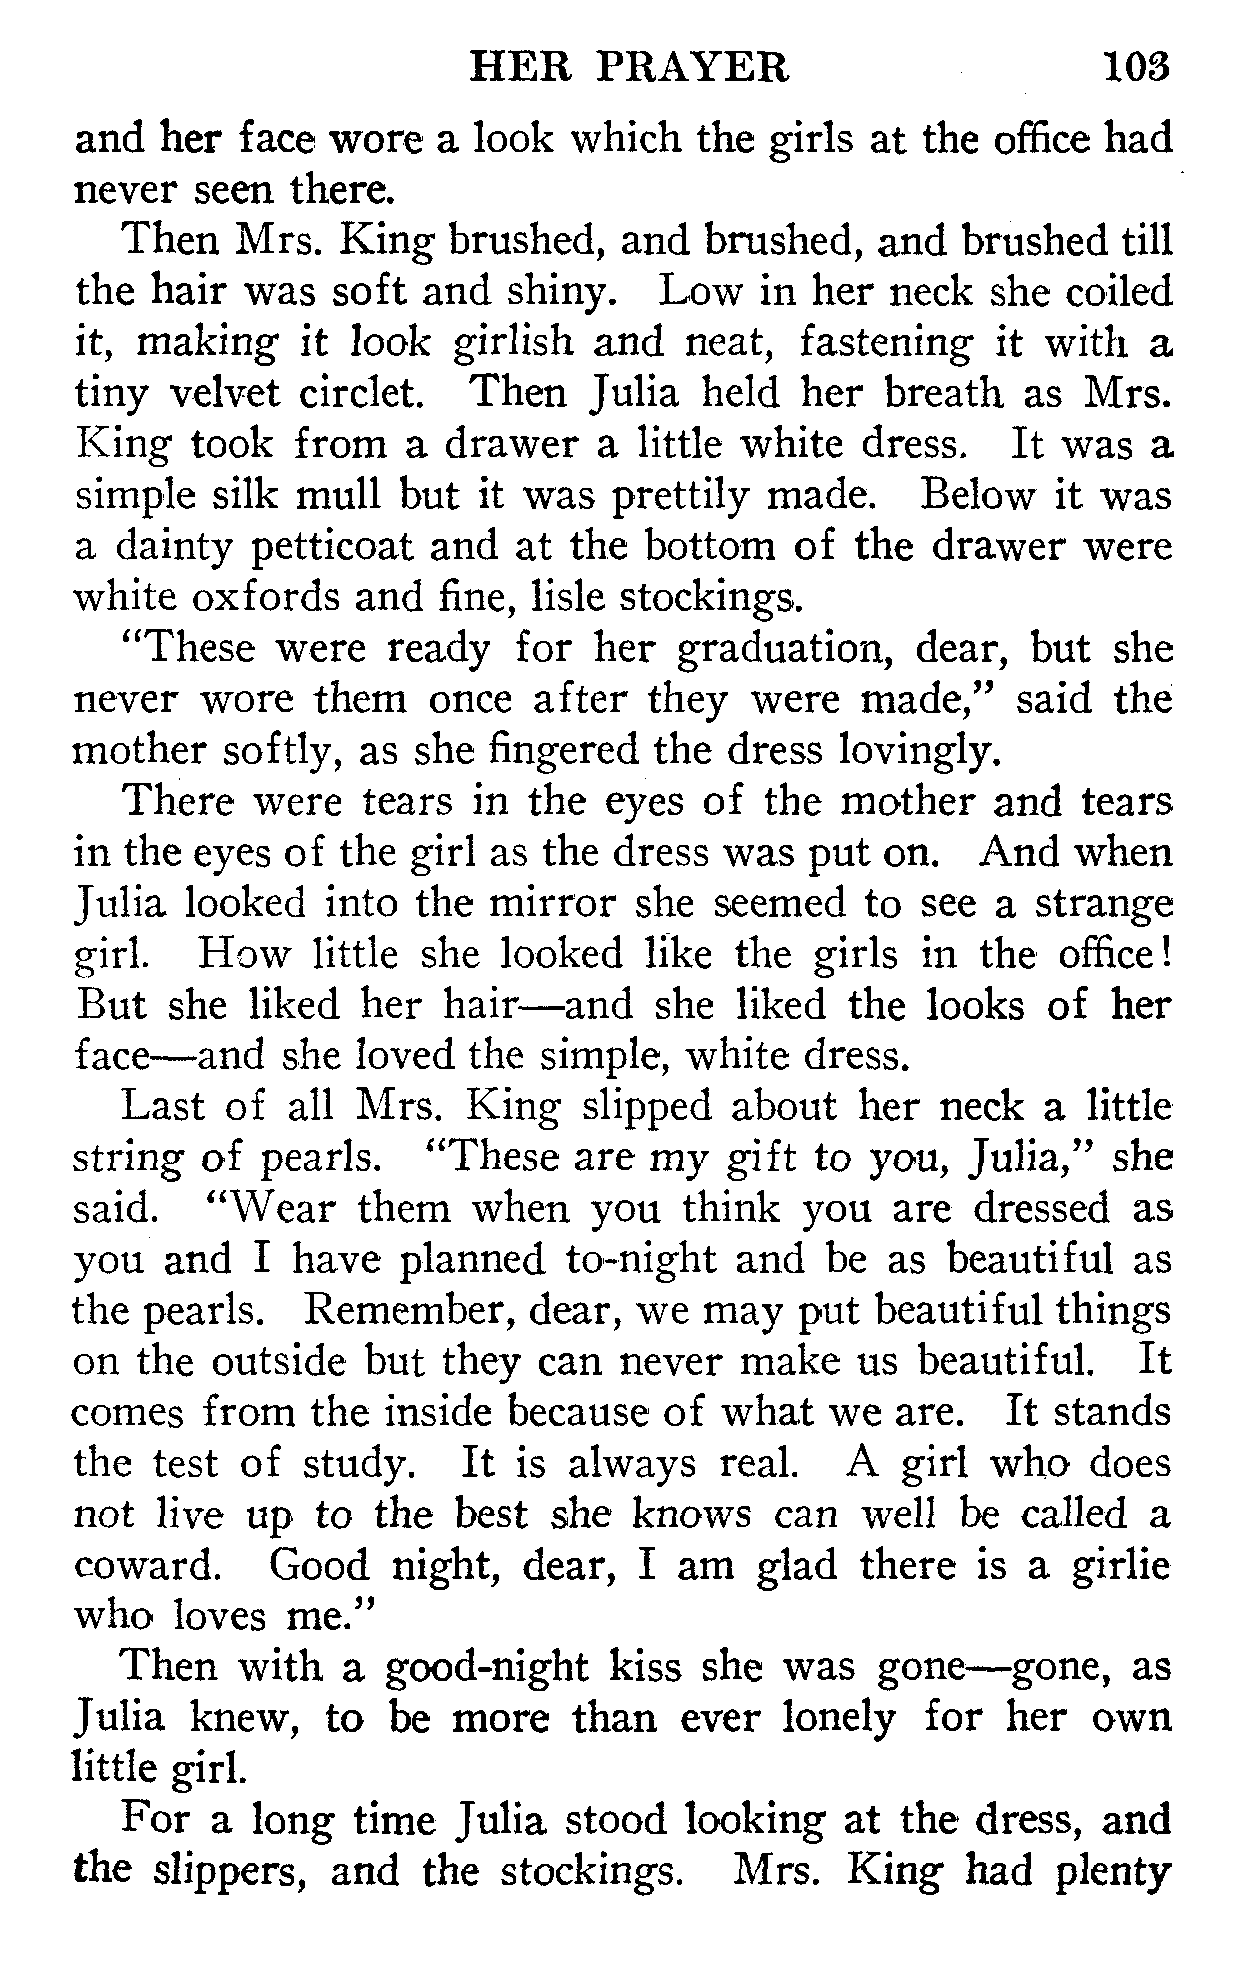 HER PRAYER 103
and her face wore a look which the girls at the office had
never seen there.
Then Mrs. King brushed, and brushed, and brushed till
the hair was soft and shiny. Low in her neck she coiled
it, making it look girlish and neat, fastening it with a
tiny velvet circlet. Then Julia held her breath as Mrs.
King took from a drawer a little white dress. It was a
simple silk mull but it was prettily made. Below it was
a dainty petticoat and at the bottom of the drawer were
white oxfords and fine, lisle stockings.
"These were ready for her graduation, dear, but she
never wore them once after they were made," said the
mother softly, as she fingered the dress lovingly.
There were tears in the eyes of the mother and tears
in the eyes of the girl as the dress was put on. And when
Julia looked into the mirror she seemed to see a strange
girl. How little she looked like the girls in the office!
But she liked her hair—and she liked the looks of her
face—and she loved the simple, white dress.
Last of all Mrs. King slipped about her neck a little
string of pearls. "These are my gift to you, Julia," she
said. "Wear them when you think you are dressed as
you and I have planned to-night and be as beautiful as
the pearls. Remember, dear, we may put beautiful things
on the outside but they can never make us beautiful. It
comes from the inside because of what we are. It stands
the test of study. It is always real. A girl who does
not live up to the best she knows can well be called a
coward. Good night, dear, I am glad there is a girlie
who loves me."
Then with a good-night kiss she was gone—gone, as
Julia knew, to be more than ever lonely for her own
little girl.
For a long time Julia stood looking at the dress, and
the slippers, and the stockings. Mrs. King had plenty